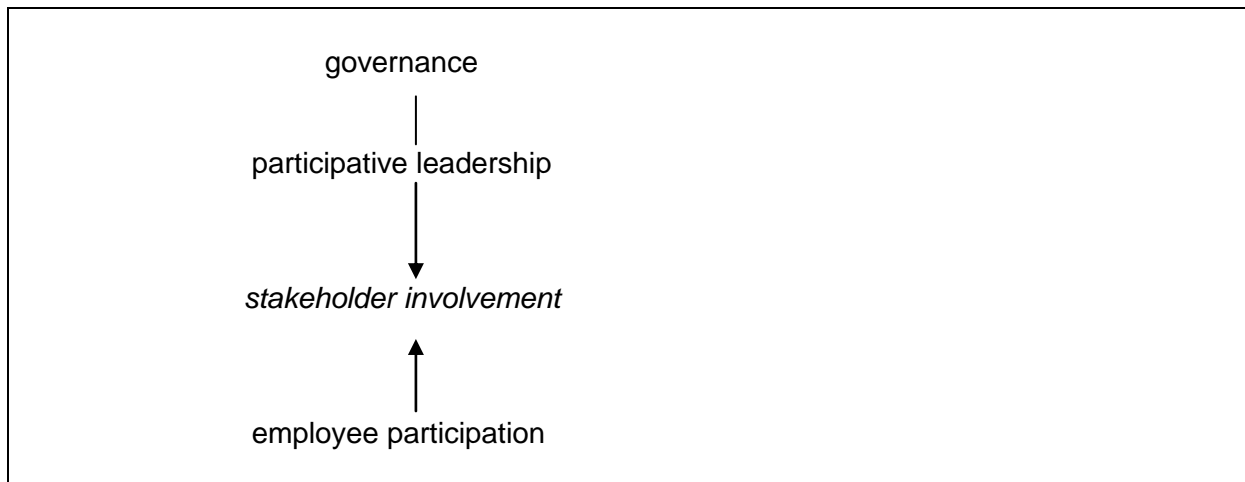 governance
participative leadership
stakeholder involvement
employee participation